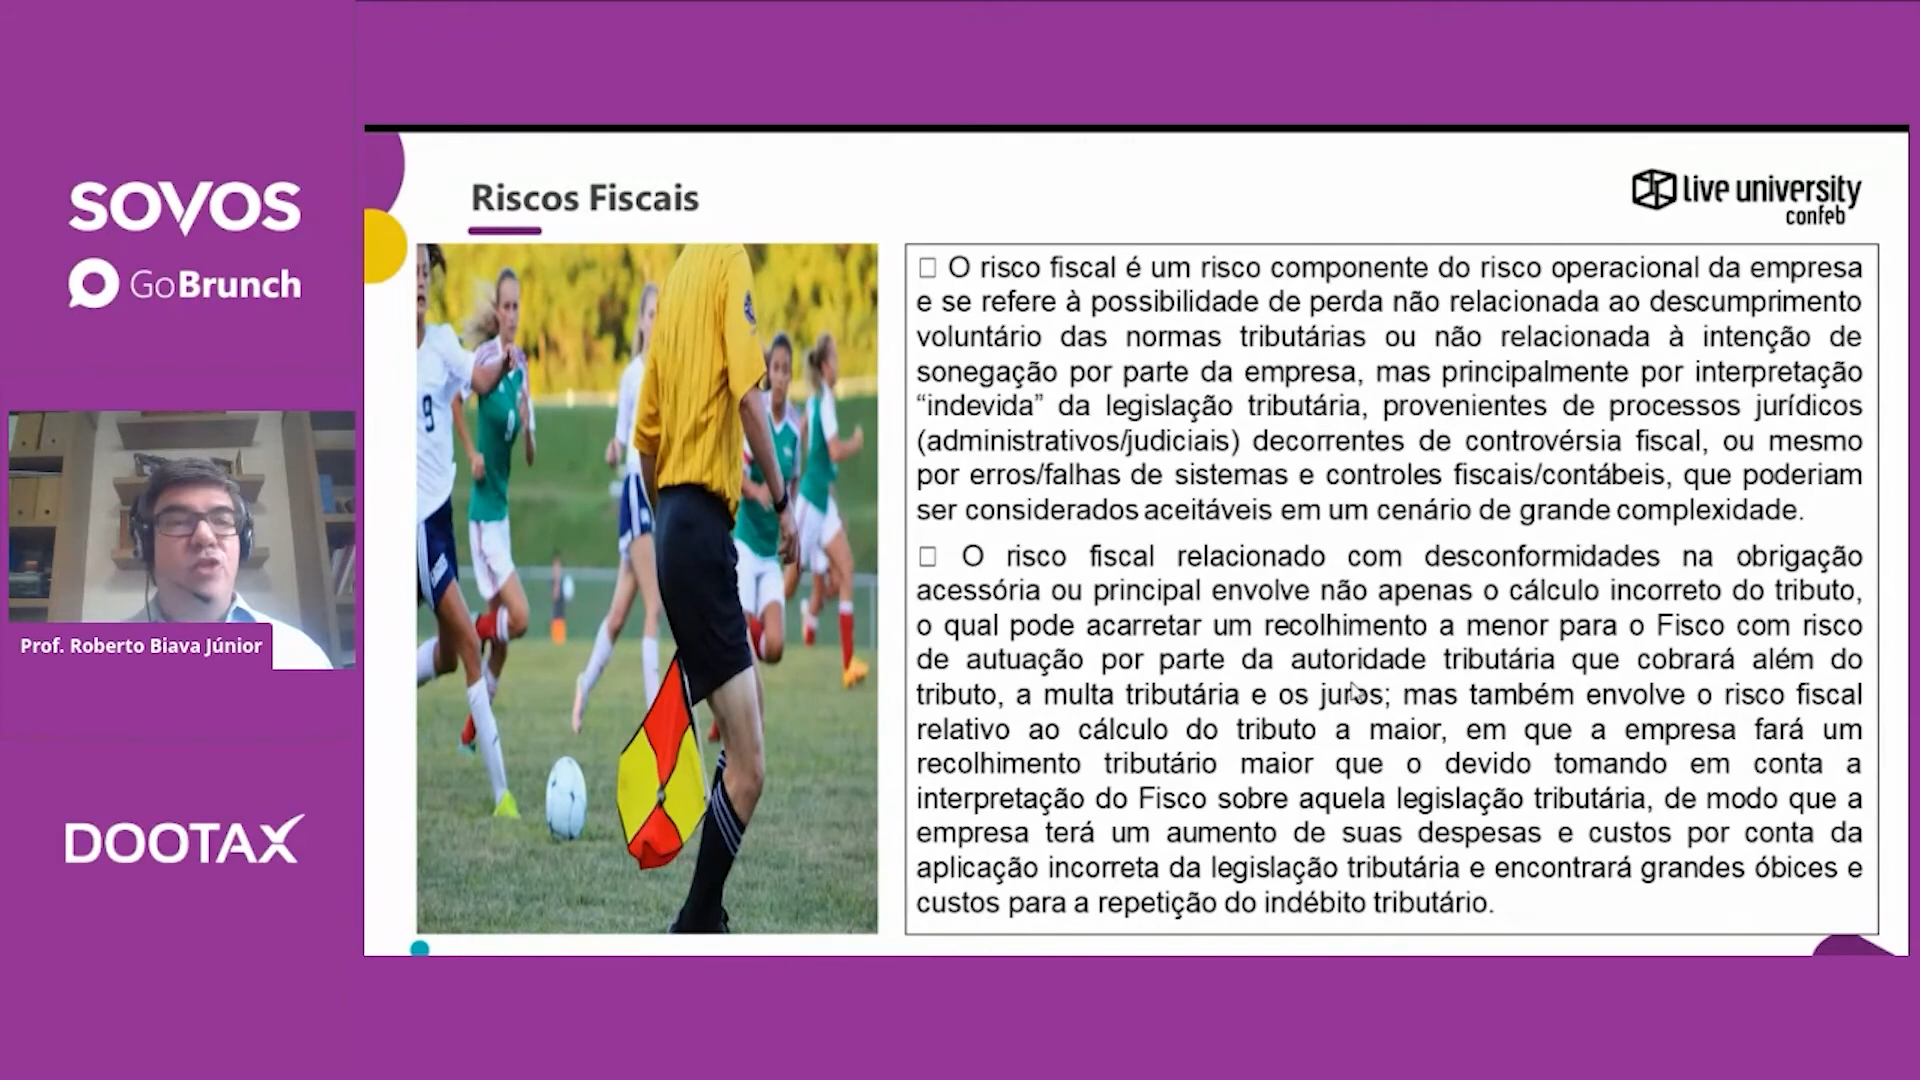 SOVOS
GoBrunch
Prof. Roberto Biava Júnior
DOOTAX
Riscos Fiscais
live university
confeb
9
O risco fiscal é um risco componente do risco operacional da empresa
e se refere à possibilidade de perda não relacionada ao descumprimento
voluntário das normas tributárias ou não relacionada à intenção de
sonegação por parte da empresa, mas principalmente por interpretação
“indevida” da legislação tributária, provenientes de processos jurídicos
(administrativos/judiciais) decorrentes de controvérsia fiscal, ou mesmo
por erros/falhas de sistemas e controles fiscais/contábeis, que poderiam
ser considerados aceitáveis em um cenário de grande complexidade.
O risco fiscal relacionado com desconformidades na obrigação
acessória ou principal envolve não apenas o cálculo incorreto do tributo,
o qual pode acarretar um recolhimento a menor para o Fisco com risco
de autuação por parte da autoridade tributária que cobrará além do
tributo, a multa tributária e os juros; mas também envolve o risco fiscal
relativo ao cálculo do tributo a maior, em que a empresa fará um
recolhimento tributário maior que o devido tomando em conta a
interpretação do Fisco sobre aquela legislação tributária, de modo que a
empresa terá um aumento de suas despesas e custos por conta da
aplicação incorreta da legislação tributária e encontrará grandes óbices e
custos para a repetição do indébito tributário.